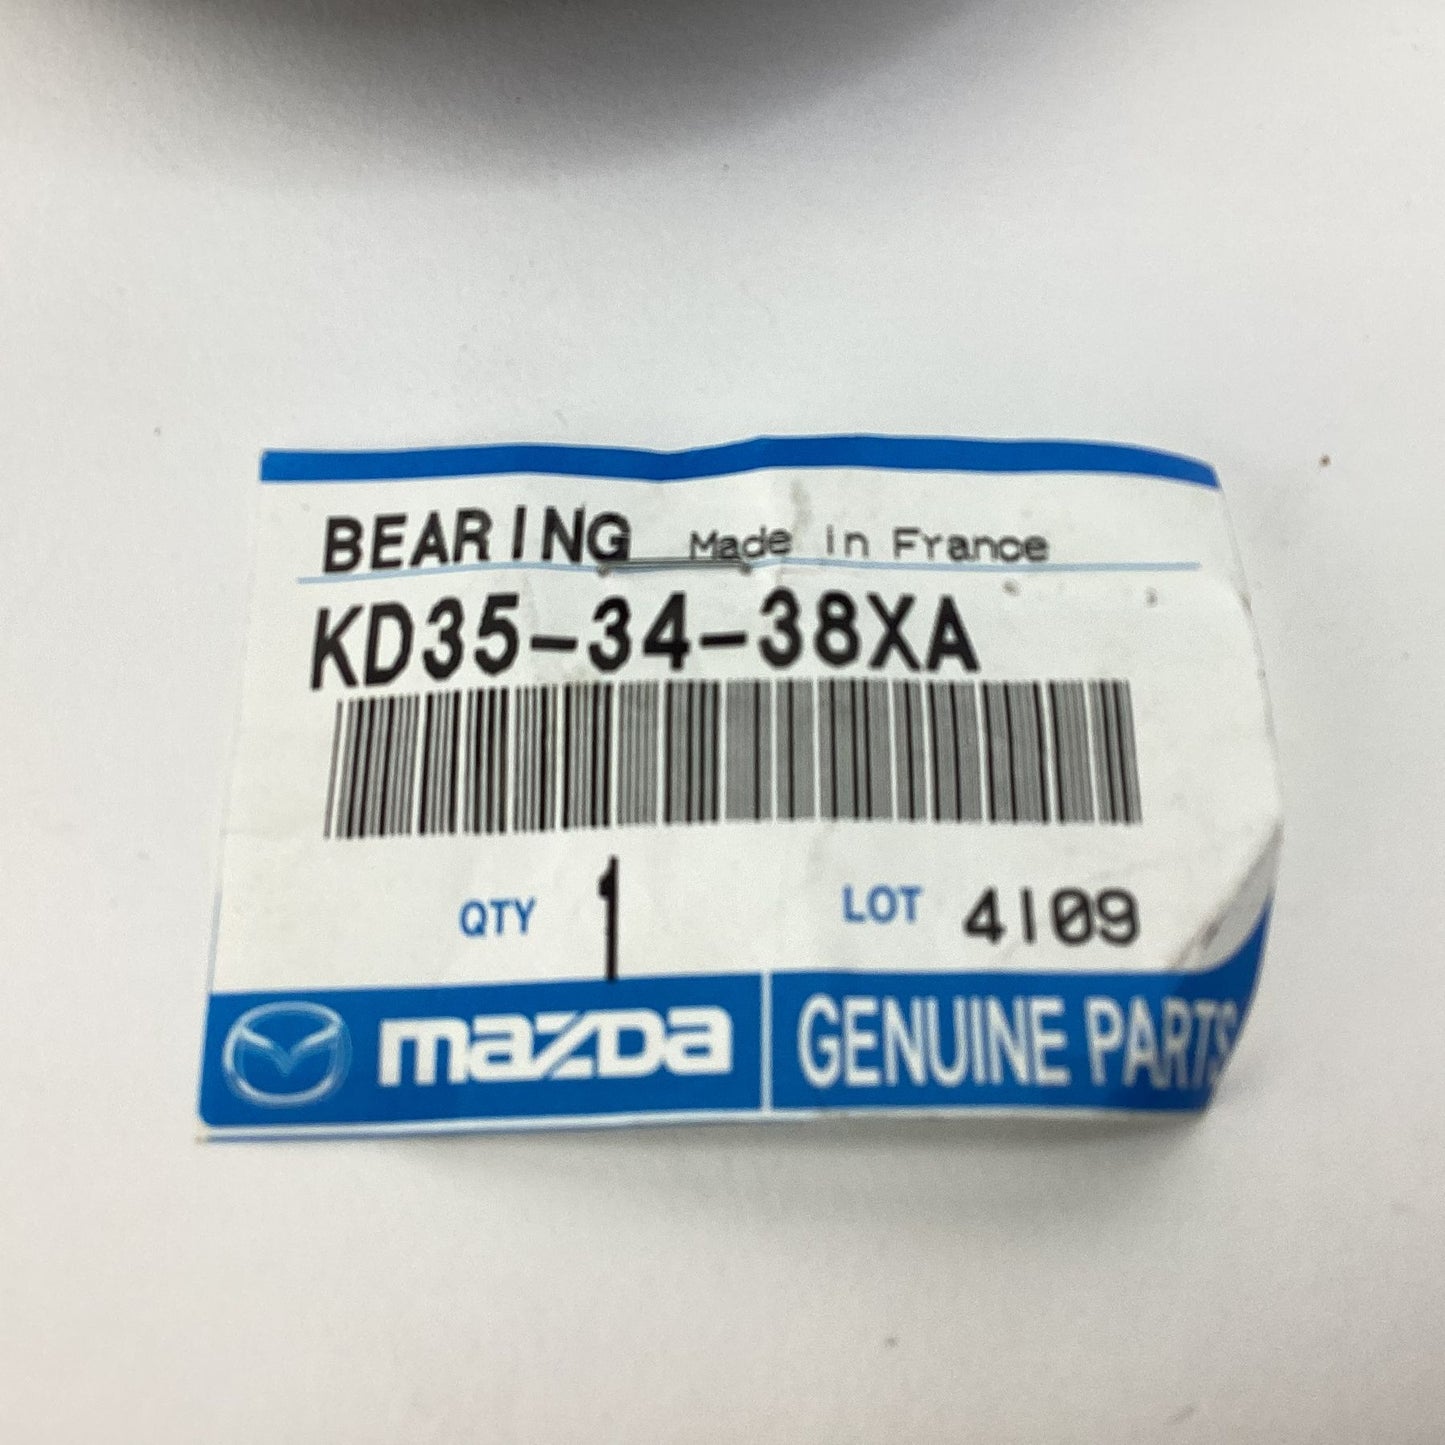 BEARING Made in France
KD35-34-38XA
QTY 1 LOT 4109
mazda GENUINE PARTS